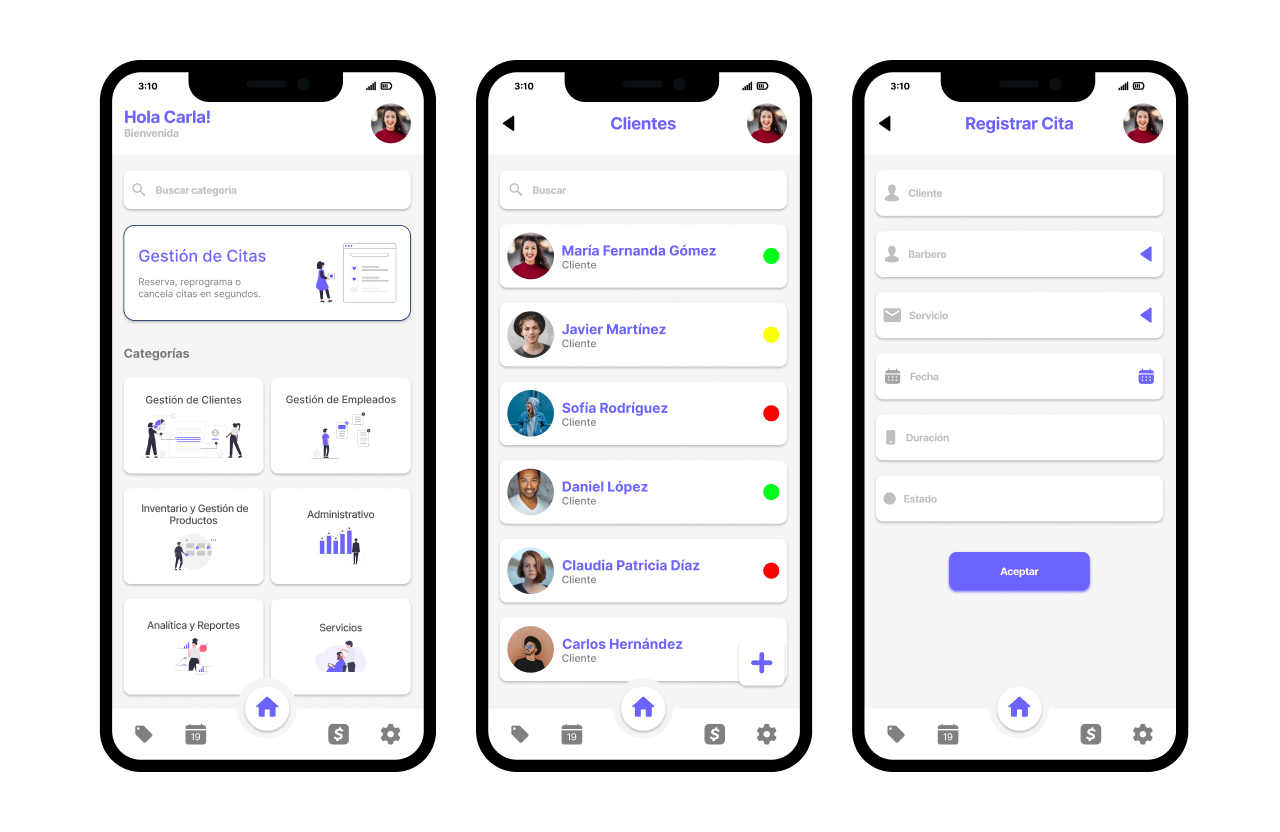 3:10
Hola Carla!
Bienvenida
Buscar categoría
Gestión de Citas
Reserva, reprograma o
cancela citas en segundos.
Categorías
Gestión de Clientes
Gestión de Empleados
Inventario y Gestión de
Productos
Administrativo
Analítica y Reportes
Servicios
19
$
3:10
Clientes
Buscar
María Fernanda Gómez
Cliente
Javier Martínez
Cliente
Sofía Rodríguez
Cliente
Daniel López
Cliente
Claudia Patricia Díaz
Cliente
Carlos Hernández
Cliente
19
$
3:10
Registrar Cita
Cliente
Barbero
Servicio
Fecha
Duración
Estado
Aceptar
19
$